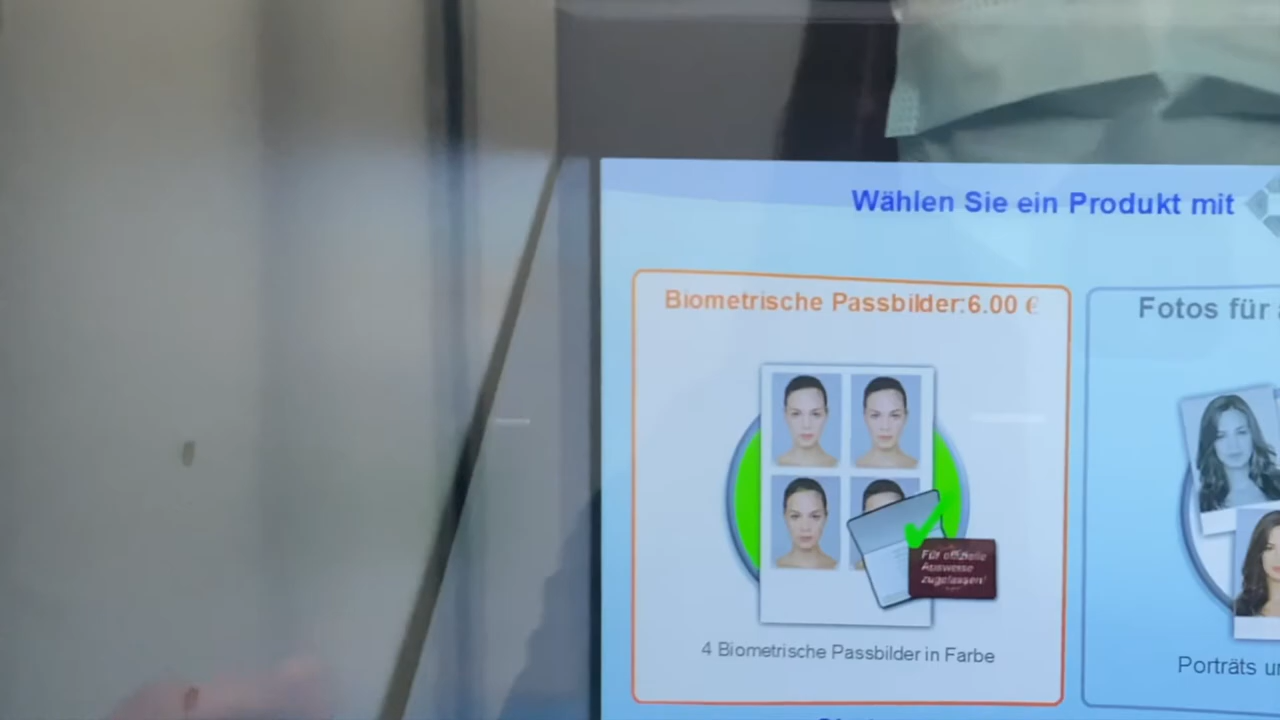 Wählen Sie ein Produkt mit
Biometrische Passbilder:6.00 €
Fotos für
Für offizielle
Ausweise
zugelassen!
4 Biometrische Passbilder in Farbe
Porträts